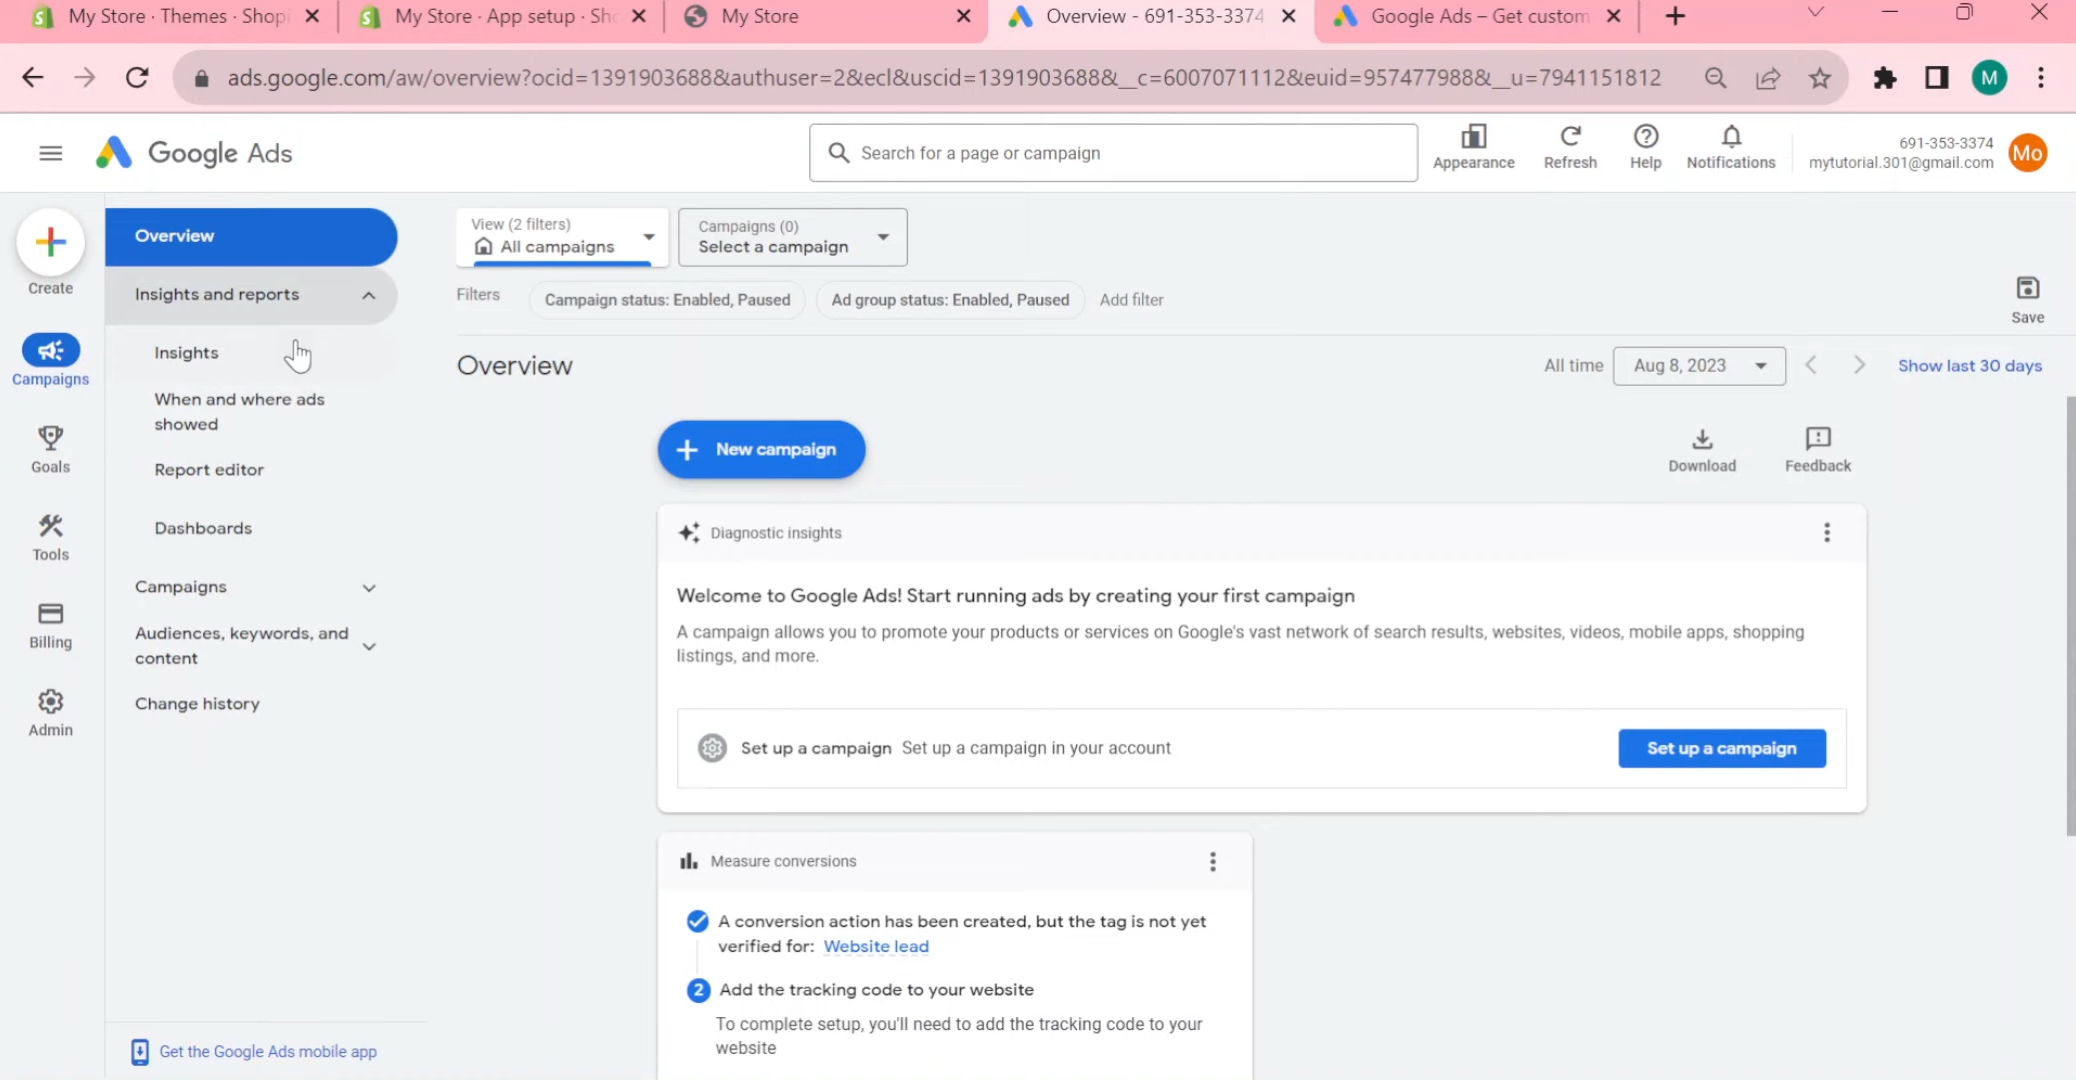 My Store · Themes · Shopi
My Store · App setup · Sho
My Store
Overview - 691-353-3374
Google Ads – Get custom
ads.google.com/aw/overview?ocid=1391903688&authuser=2&ecl&uscid=1391903688&__c=6007071112&euid=957477988&__u=7941151812
M
Google Ads
Search for a page or campaign
Appearance
Refresh
Help
Notifications
691-353-3374
mytutorial.301@gmail.com
Mo
Create
Campaigns
Goals
Tools
Billing
Admin
Overview
Insights and reports
Insights
When and where ads
showed
Report editor
Dashboards
Campaigns
Audiences, keywords, and
content
Change history
Get the Google Ads mobile app
View (2 filters)
All campaigns
Campaigns (0)
Select a campaign
Filters
Campaign status: Enabled, Paused
Ad group status: Enabled, Paused
Add filter
Save
Overview
All time
Aug 8, 2023
Show last 30 days
New campaign
Download
Feedback
Diagnostic insights
Welcome to Google Ads! Start running ads by creating your first campaign
A campaign allows you to promote your products or services on Google's vast network of search results, websites, videos, mobile apps, shopping
listings, and more.
Set up a campaign Set up a campaign in your account
Set up a campaign
Measure conversions
A conversion action has been created, but the tag is not yet
verified for: Website lead
2 Add the tracking code to your website
To complete setup, you'll need to add the tracking code to your
website